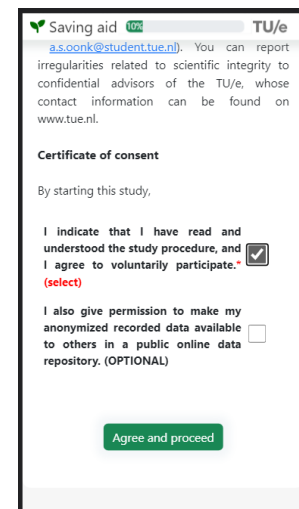 Saving aid 10% TU/e
a.s.oonk@student.tue.nl). You can report
irregularities related to scientific integrity to
confidential advisors of the TU/e, whose
contact information can be found on
www.tue.nl.
Certificate of consent
By starting this study,
I indicate that I have read and
understood the study procedure, and
I agree to voluntarily participate.*
(select)
I also give permission to make my
anonymized recorded data available
to others in a public online data
repository. (OPTIONAL)
Agree and proceed